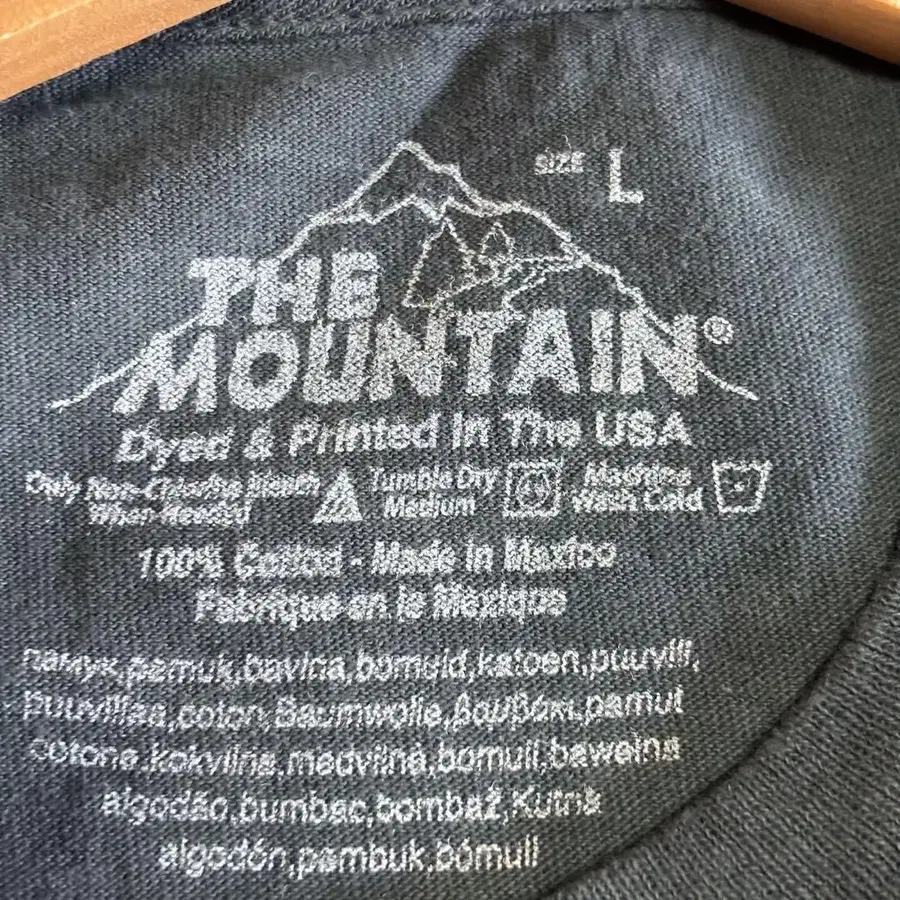 SIZE L
THE
MOUNTAIN®
Dyed & Printed In The USA
Only Non-Chlorine Bleach When Needed
Tumble Dry Medium
Machine Wash Cold
100% Cotton - Made in Mexico
Fabrique en le Mexique
памук,pamuk,bavlna,bomuld,katoen,puuvill,
puuvillaa,coton,Baumwolle,βαμβάκι,pamut
cotone,kokvilna,medvilnė,bomull,bawełna
algodão,bumbac,bombaž,Kutnã
algodón,pambuk,bómull